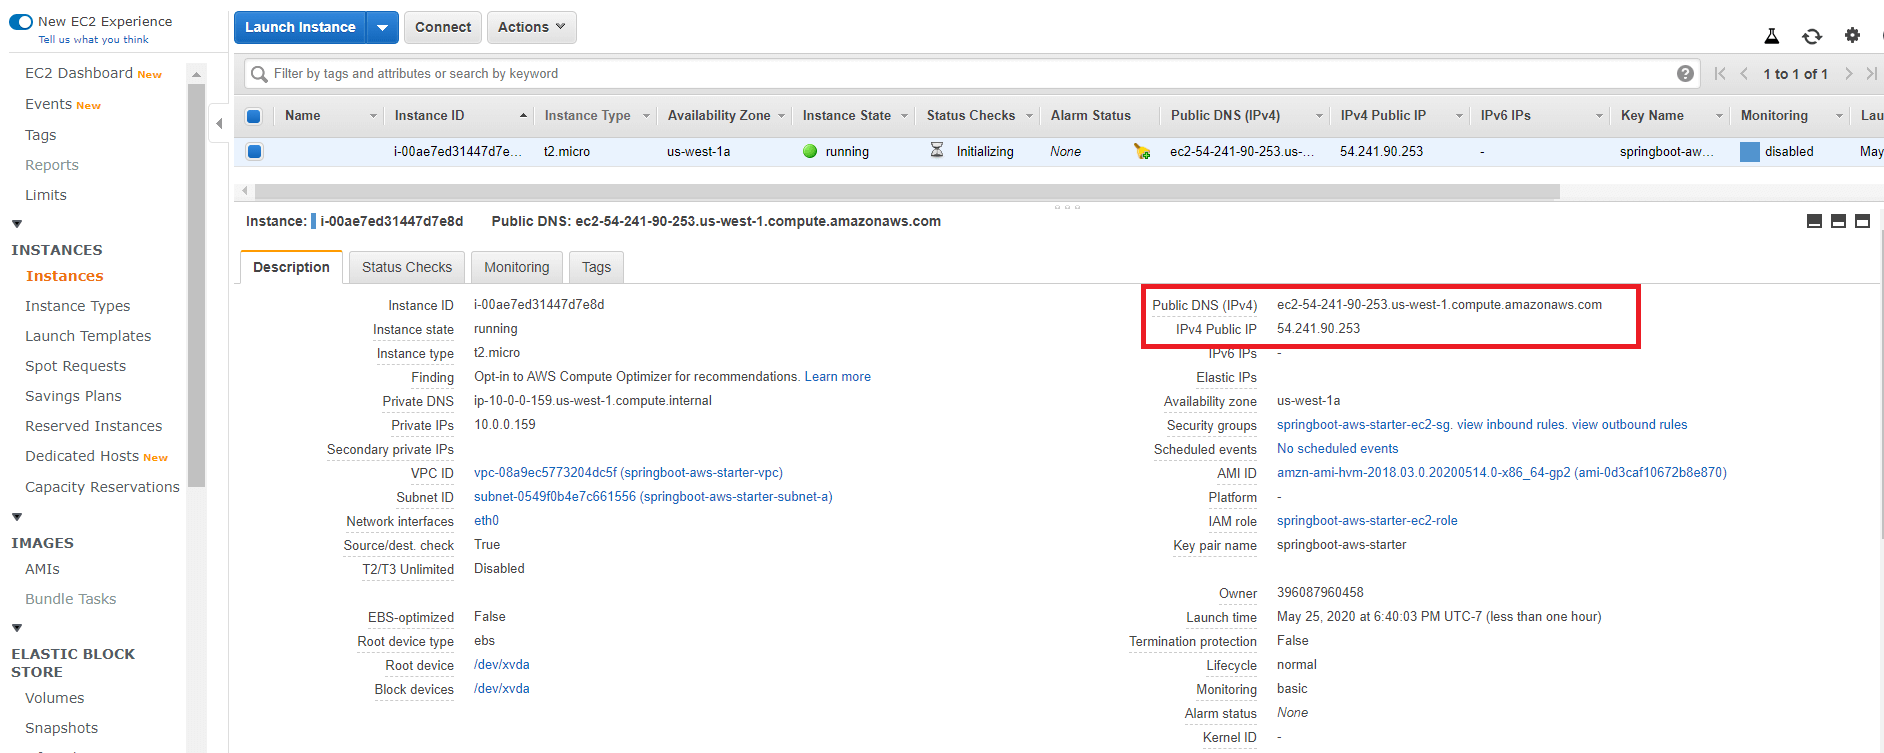 New EC2 Experience
Tell us what you think
EC2 Dashboard New
Events New
Tags
Reports
Limits
INSTANCES
Instances
Instance Types
Launch Templates
Spot Requests
Savings Plans
Reserved Instances
Dedicated Hosts New
Capacity Reservations
IMAGES
AMIs
Bundle Tasks
ELASTIC BLOCK
STORE
Volumes
Snapshots
Launch Instance Connect Actions
Filter by tags and attributes or search by keyword
1 to 1 of 1
Name Instance ID Instance Type Availability Zone Instance State Status Checks Alarm Status Public DNS (IPv4) IPv4 Public IP IPv6 IPs Key Name Monitoring Lau
i-00ae7ed31447d7e... t2.micro us-west-1a running Initializing None ec2-54-241-90-253.us-... 54.241.90.253 - springboot-aw... disabled May
Instance: i-00ae7ed31447d7e8d Public DNS: ec2-54-241-90-253.us-west-1.compute.amazonaws.com
Description Status Checks Monitoring Tags
Instance ID i-00ae7ed31447d7e8d
Instance state running
Instance type t2.micro
Finding Opt-in to AWS Compute Optimizer for recommendations. Learn more
Private DNS ip-10-0-0-159.us-west-1.compute.internal
Private IPs 10.0.0.159
Secondary private IPs
VPC ID vpc-08a9ec5773204dc5f (springboot-aws-starter-vpc)
Subnet ID subnet-0549f0b4e7c661556 (springboot-aws-starter-subnet-a)
Network interfaces eth0
Source/dest. check True
T2/T3 Unlimited Disabled
EBS-optimized False
Root device type ebs
Root device /dev/xvda
Block devices /dev/xvda
Public DNS (IPv4) ec2-54-241-90-253.us-west-1.compute.amazonaws.com
IPv4 Public IP 54.241.90.253
IPv6 IPs -
Elastic IPs
Availability zone us-west-1a
Security groups springboot-aws-starter-ec2-sg. view inbound rules. view outbound rules
Scheduled events No scheduled events
AMI ID amzn-ami-hvm-2018.03.0.20200514.0-x86_64-gp2 (ami-0d3caf10672b8e870)
Platform -
IAM role springboot-aws-starter-ec2-role
Key pair name springboot-aws-starter
Owner 396087960458
Launch time May 25, 2020 at 6:40:03 PM UTC-7 (less than one hour)
Termination protection False
Lifecycle normal
Monitoring basic
Alarm status None
Kernel ID -